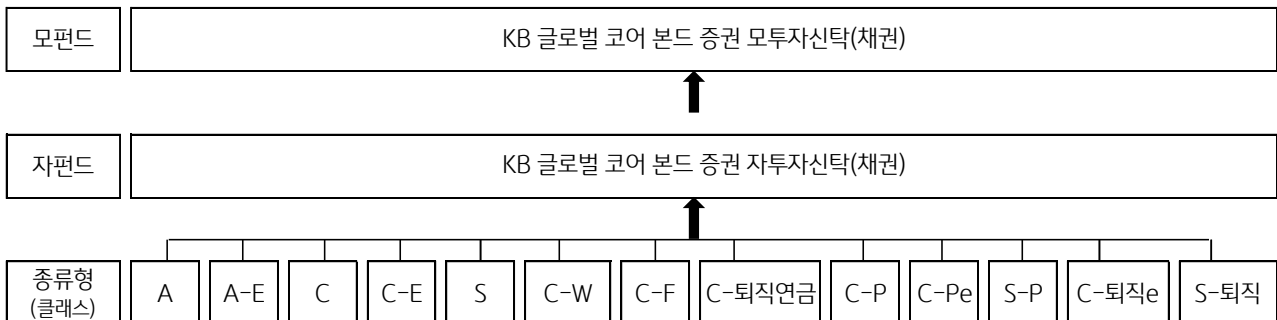 모펀드
KB 글로벌 코어 본드 증권 모투자신탁(채권)
자펀드
KB 글로벌 코어 본드 증권 자투자신탁(채권)
종류형
(클래스)
A
A-E
C
C-E
S
C-W
C-F
C-퇴직연금
C-P
C-Pe
S-P
C-퇴직e
S-퇴직